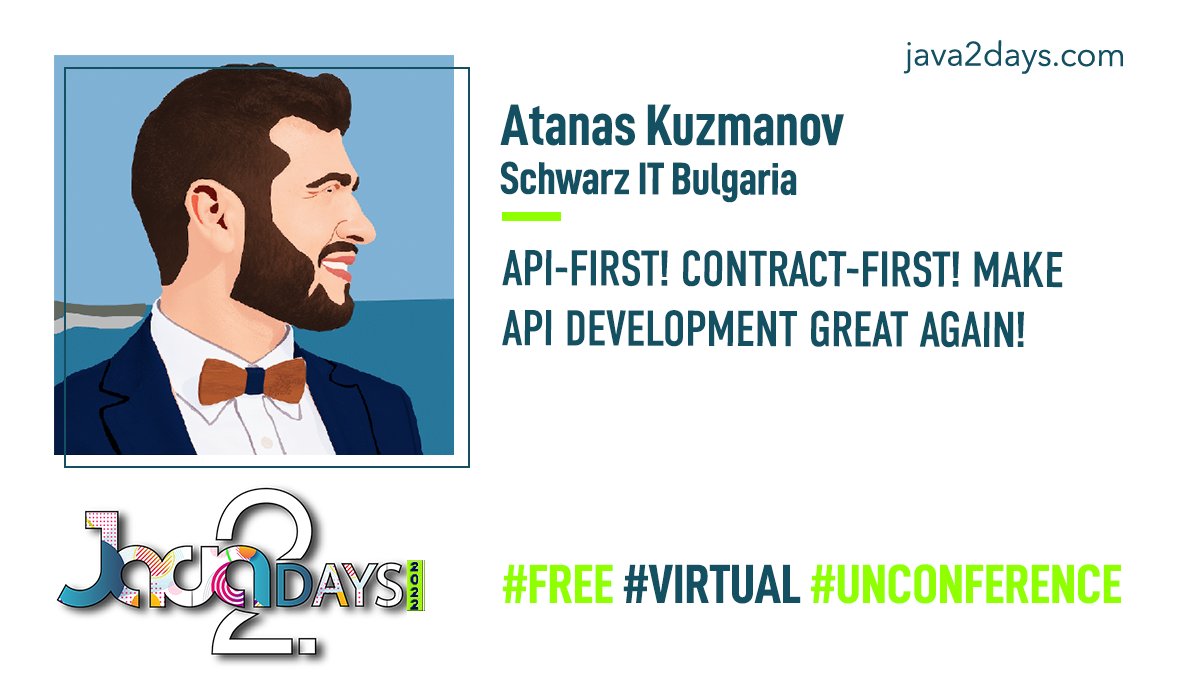 java2days.com
Atanas Kuzmanov
Schwarz IT Bulgaria
API-FIRST! CONTRACT-FIRST! MAKE
API DEVELOPMENT GREAT AGAIN!
Java2DAYS 2022
#FREE #VIRTUAL #UNCONFERENCE